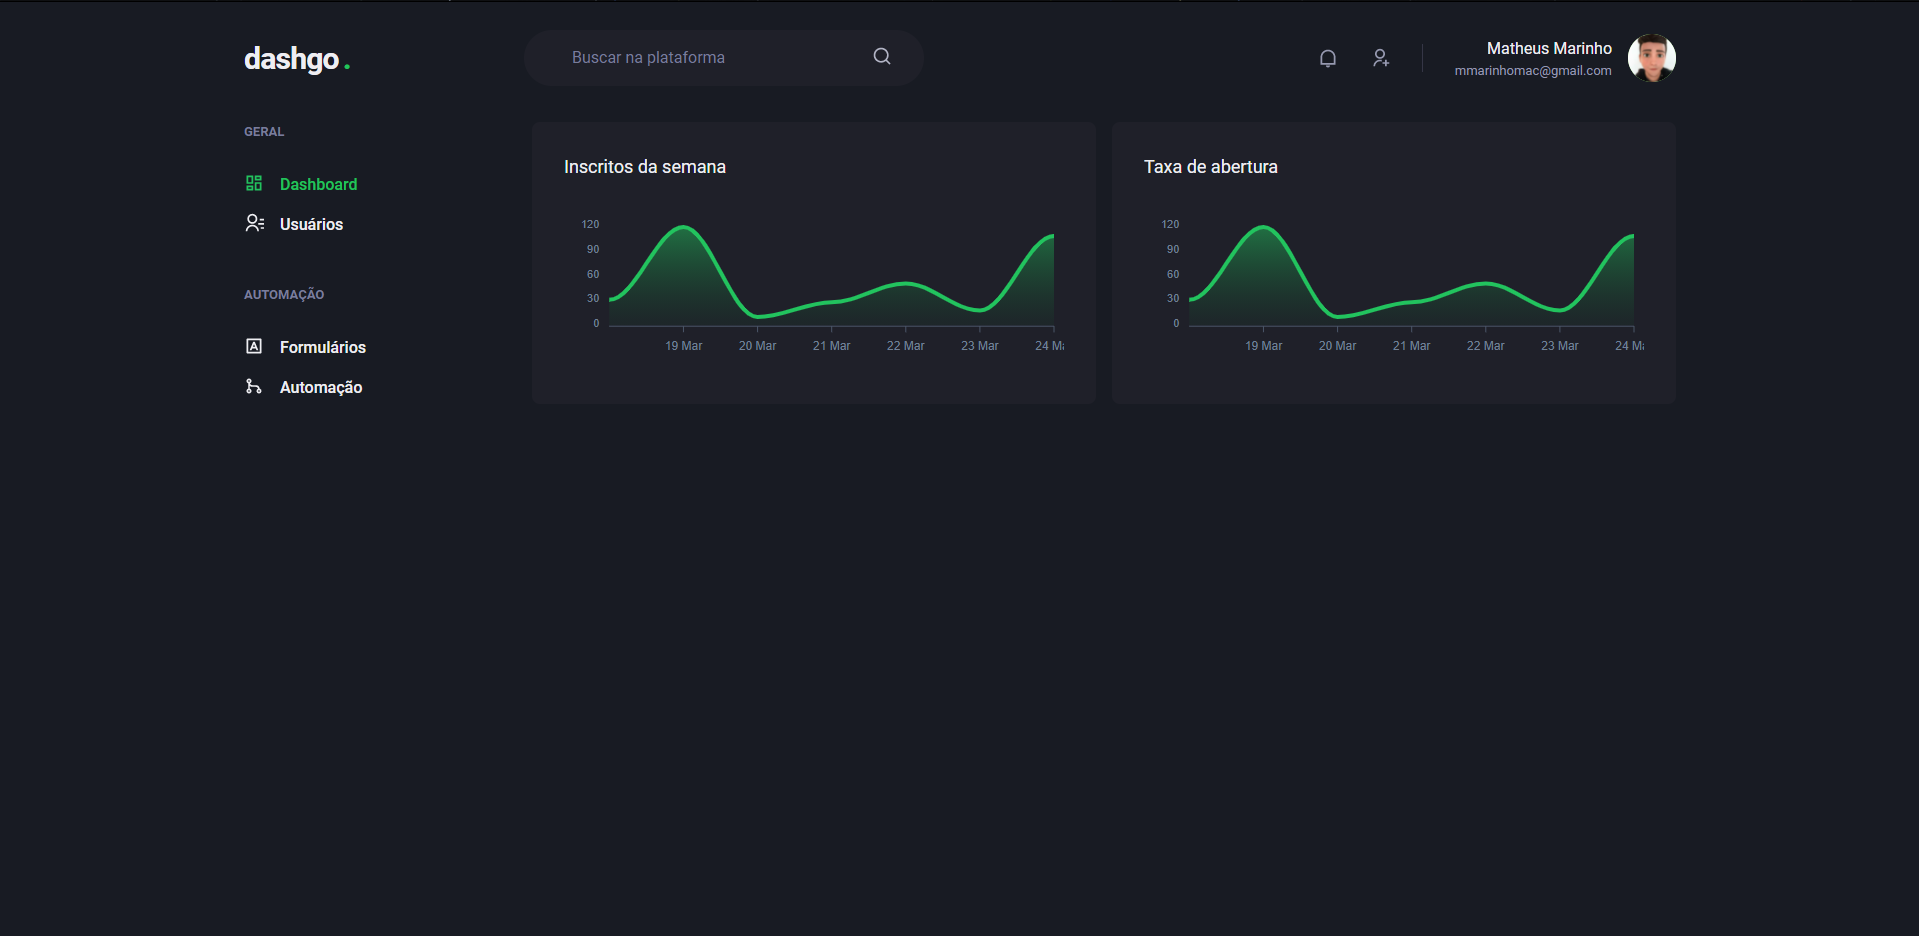 dashgo.
Buscar na plataforma
Matheus Marinho
mmarinhomac@gmail.com
GERAL
Dashboard
Usuários
AUTOMAÇÃO
Formulários
Automação
Inscritos da semana
120
90
60
30
0
19 Mar 20 Mar 21 Mar 22 Mar 23 Mar 24 Ma
Taxa de abertura
120
90
60
30
0
19 Mar 20 Mar 21 Mar 22 Mar 23 Mar 24 Ma